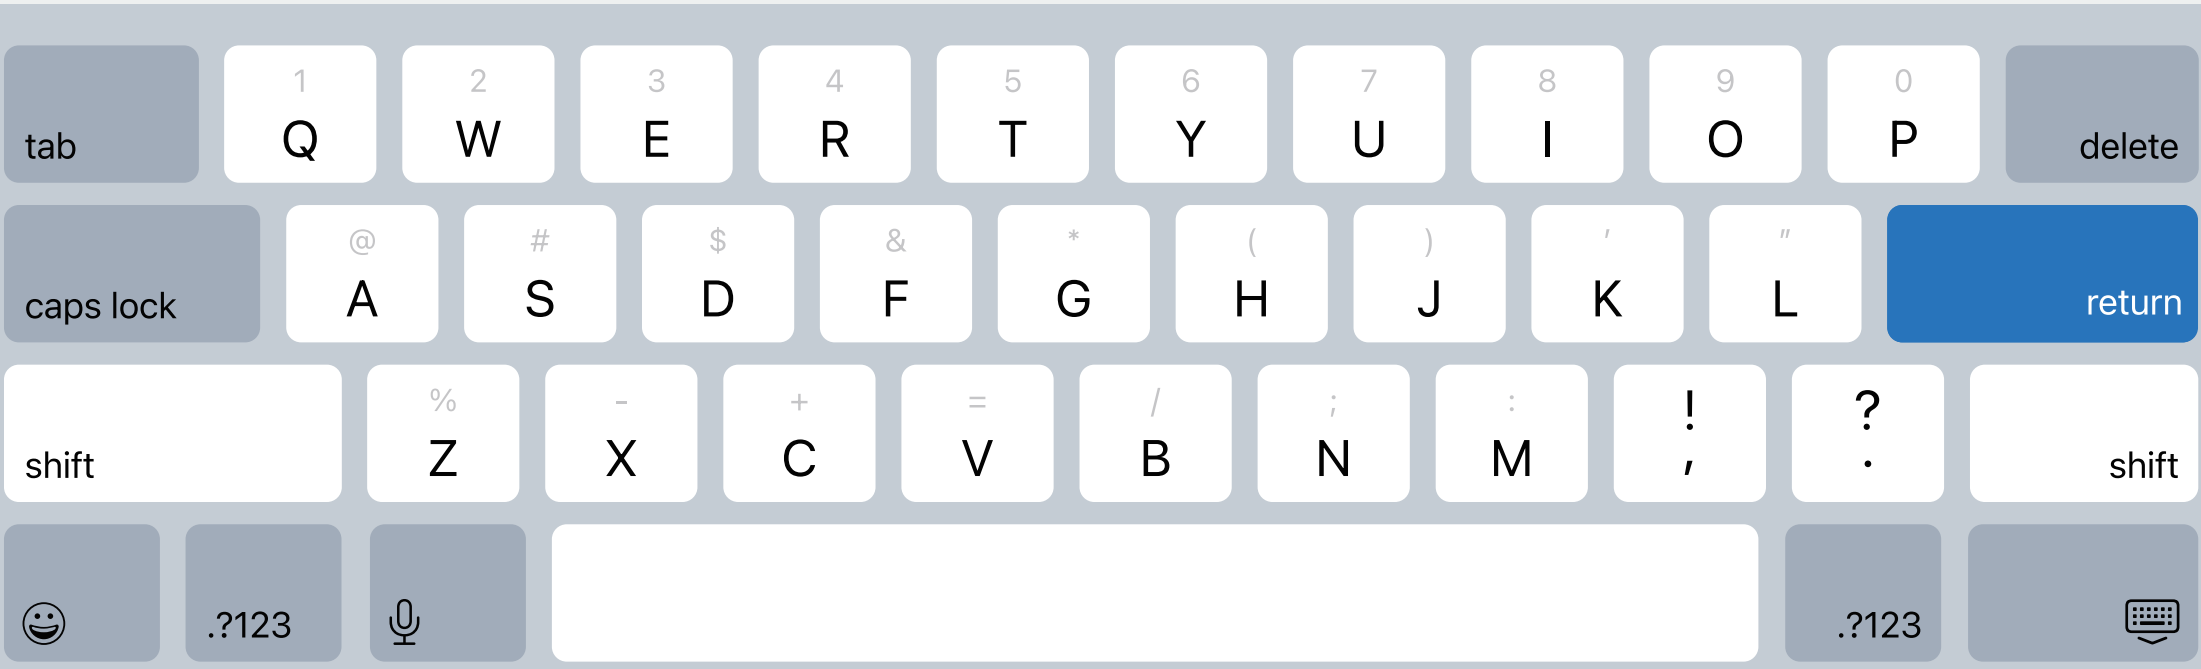 1 2 3 4 5 6 7 8 9 0
tab Q W E R T Y U I O P delete
@ # $ & * ( ) ' "
caps lock A S D F G H J K L return
% - + = / ; : ! ?
shift Z X C V B N M , . shift
.?123 .?123